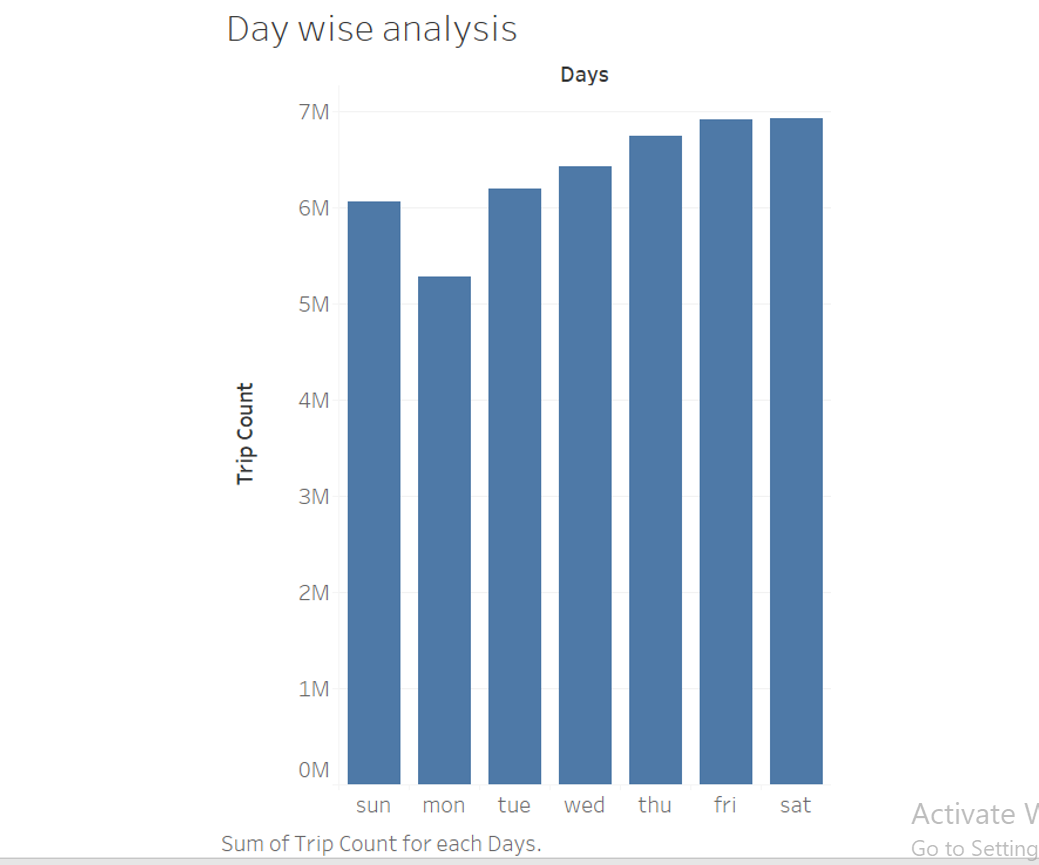 Day wise analysis
Days
7M
6M
5M
4M
3M
2M
1M
0M
Trip Count
sun mon tue wed thu fri sat
Sum of Trip Count for each Days.
Activate
Go to Setting